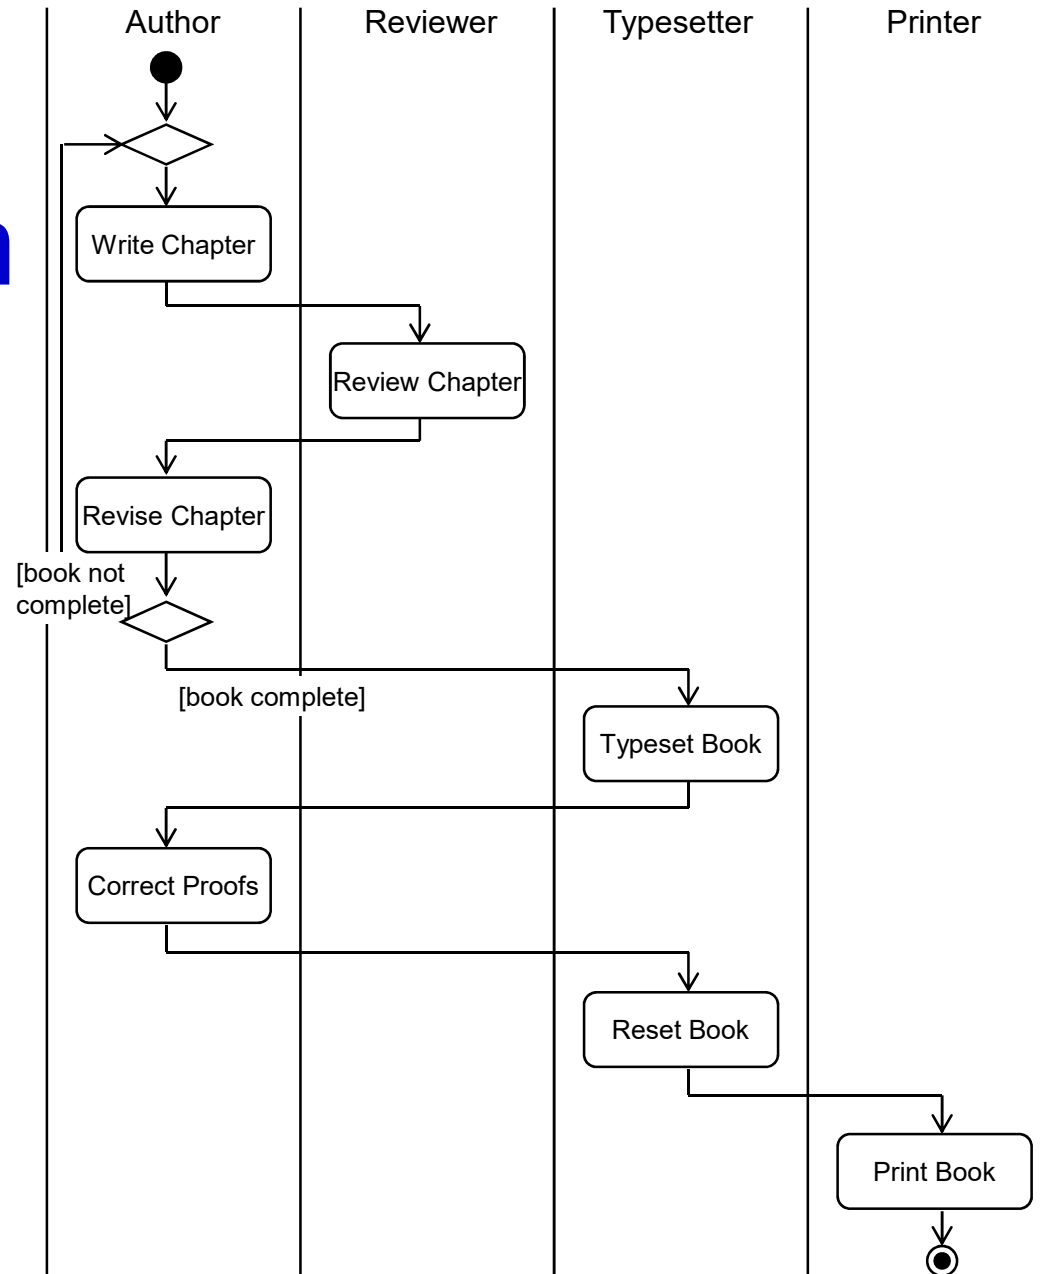 Author
Reviewer
Typesetter
Printer
Write Chapter
Review Chapter
Revise Chapter
[book not
complete]
[book complete]
Typeset Book
Correct Proofs
Reset Book
Print Book